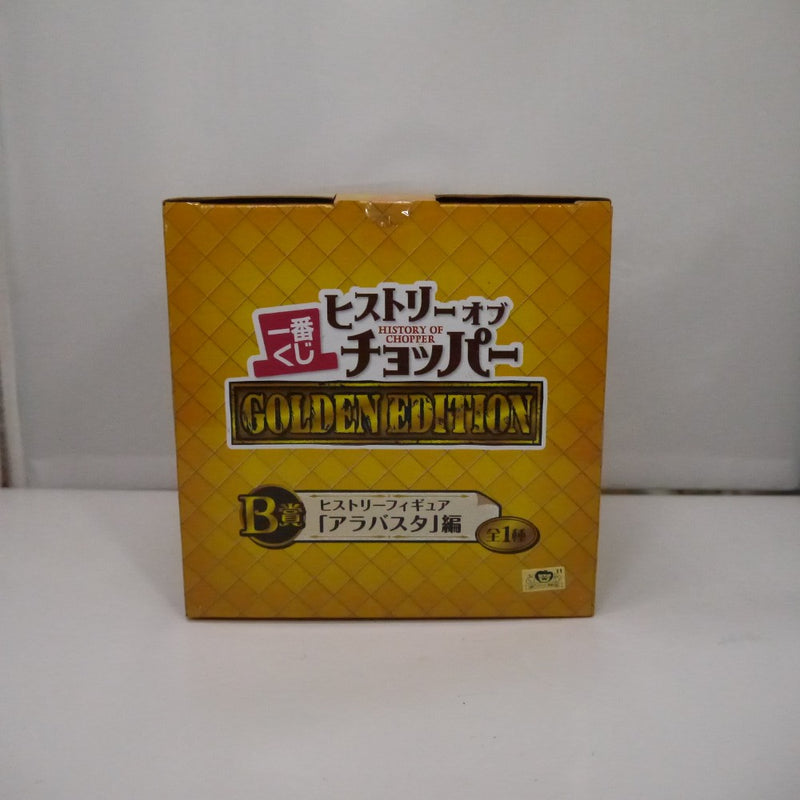 一番
くじ
ヒストリーオブ
HISTORY OF
CHOPPER
チョッパー
GOLDEN EDITION
B賞
ヒストリーフィギュア
「アラバスタ」編
全1種